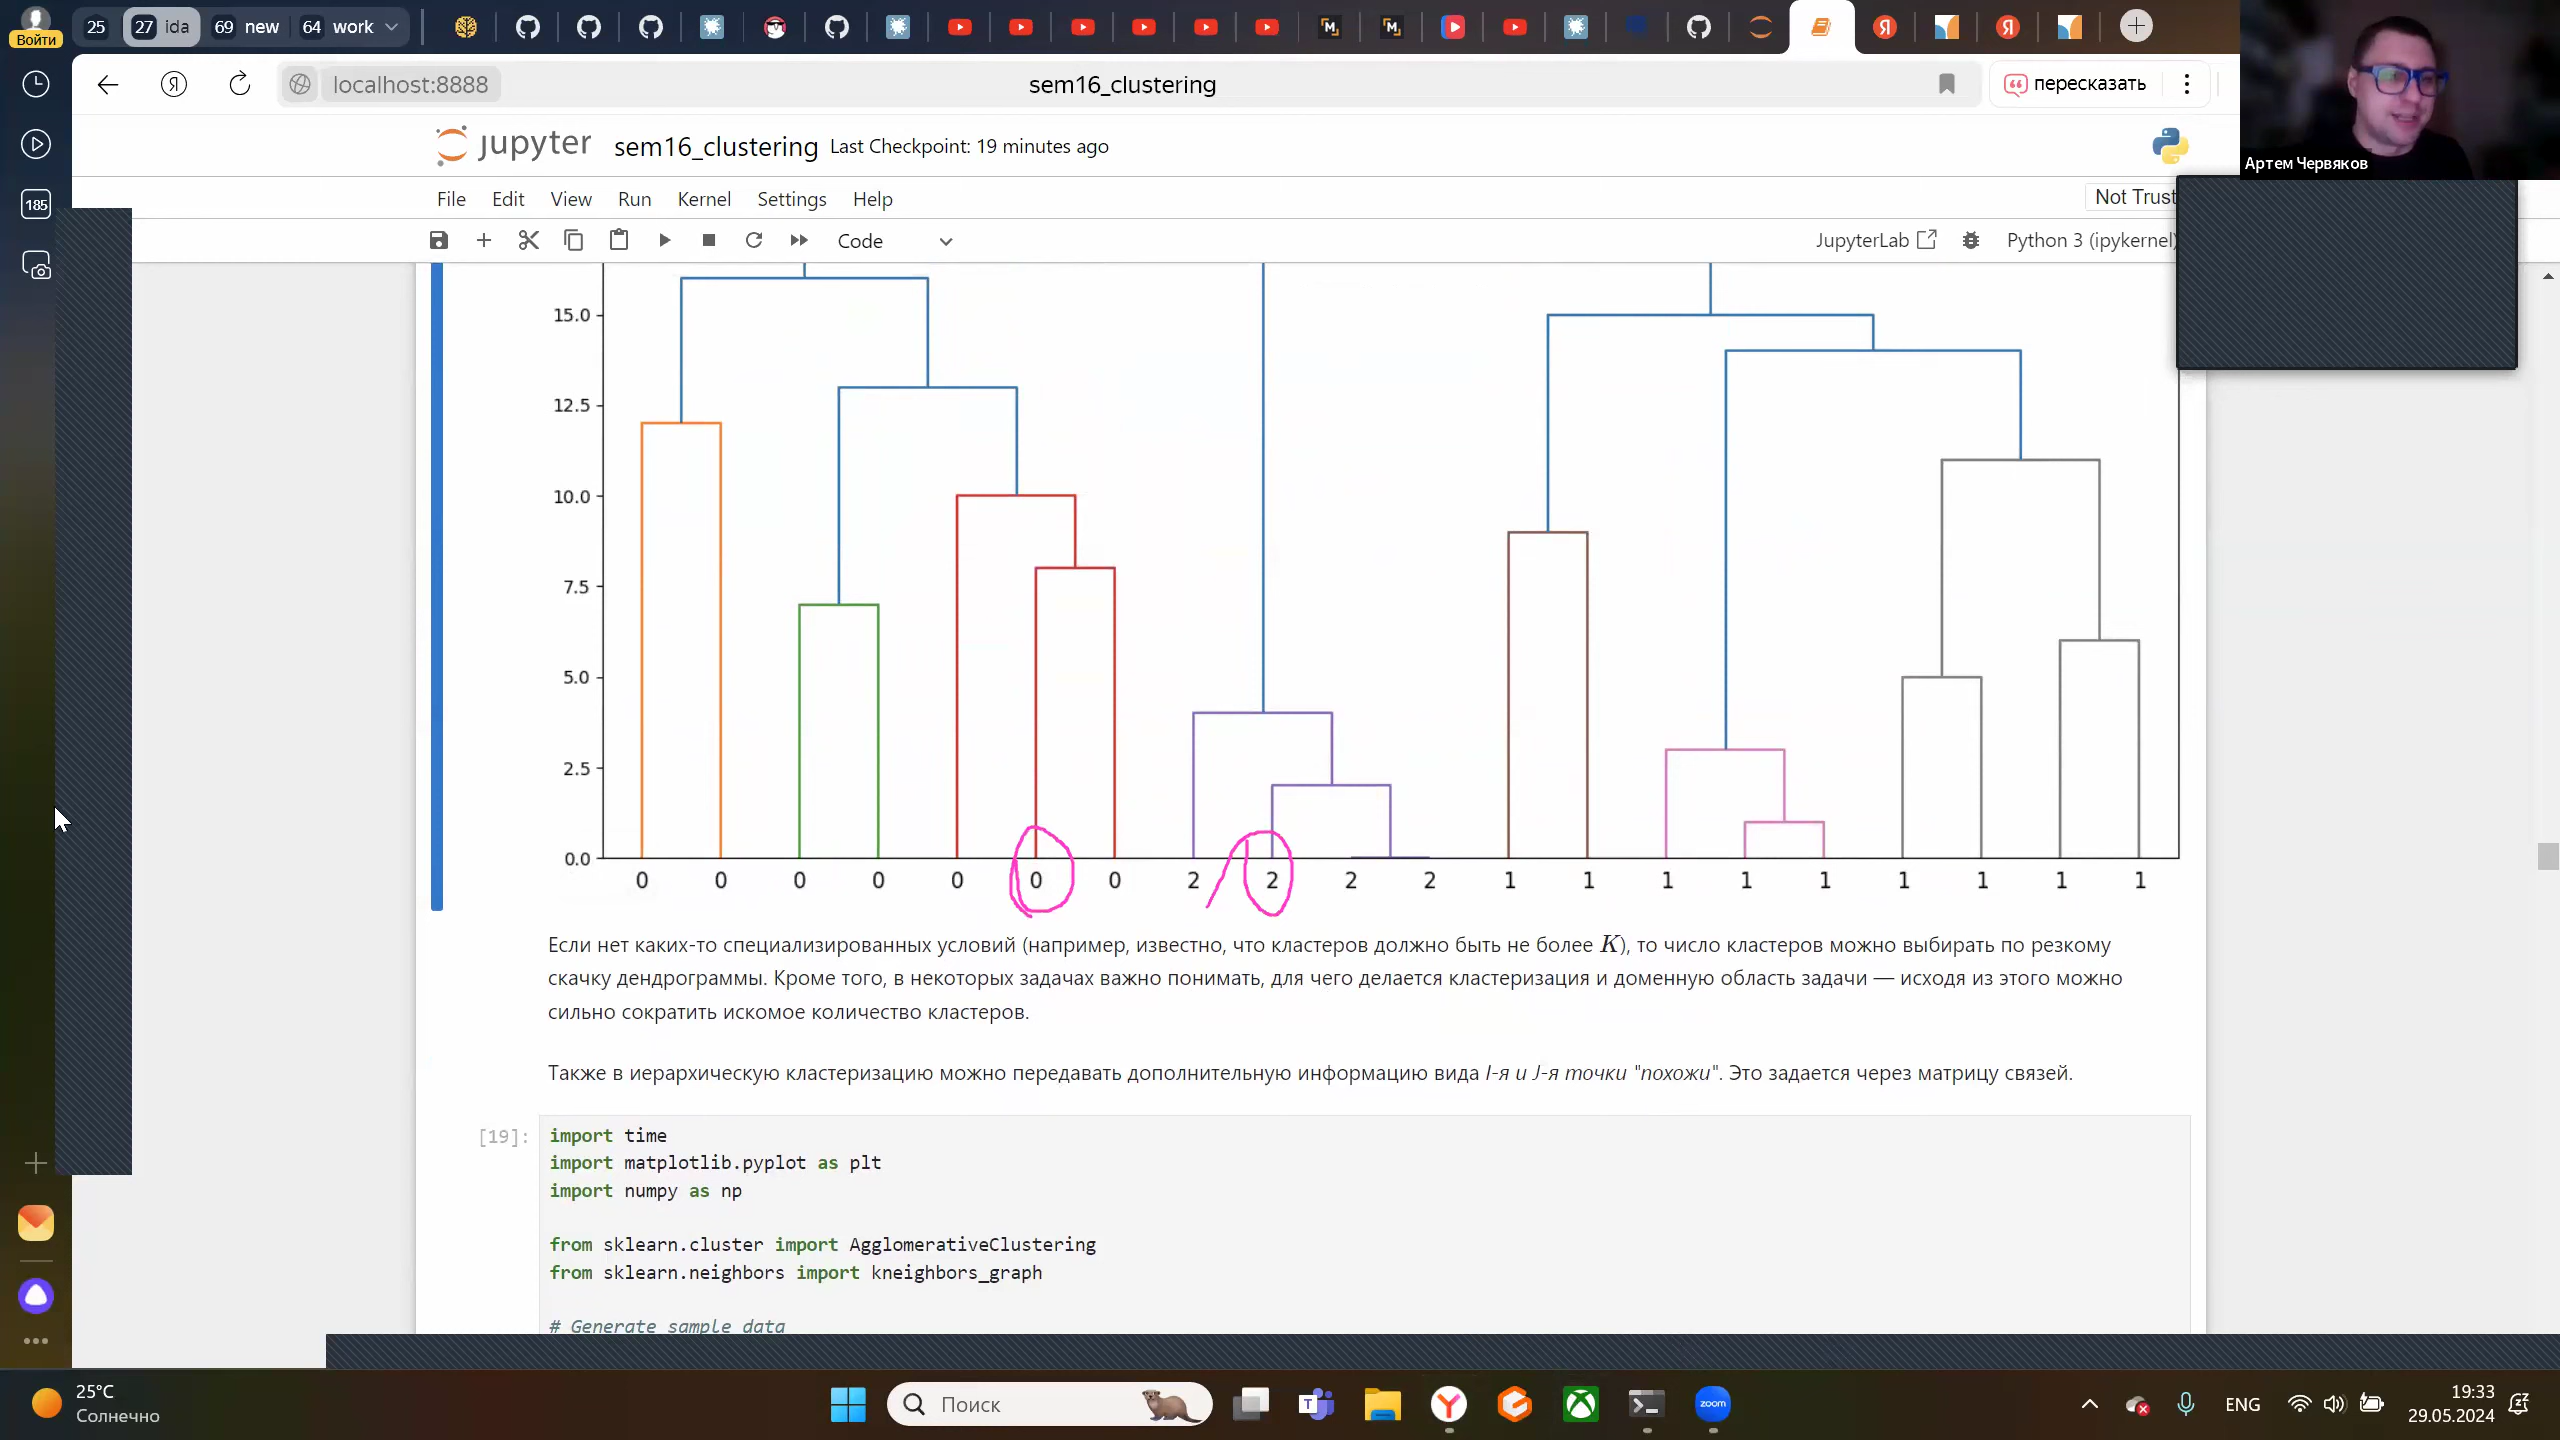 25 27 ida 69 new 64 work
Войти
localhost:8888 sem16_clustering пересказать
jupyter sem16_clustering Last Checkpoint: 19 minutes ago
Артем Червяков
File Edit View Run Kernel Settings Help Not Trust
185
Code JupyterLab Python 3 (ipykernel)
15.0
12.5
10.0
7.5
5.0
2.5
0.0
0 0 0 0 0 0 0 2 2 2 2 1 1 1 1 1 1 1 1 1
Если нет каких-то специализированных условий (например, известно, что кластеров должно быть не более K), то число кластеров можно выбирать по резкому
скачку дендрограммы. Кроме того, в некоторых задачах важно понимать, для чего делается кластеризация и доменную область задачи — исходя из этого можно
сильно сократить искомое количество кластеров.
Также в иерархическую кластеризацию можно передавать дополнительную информацию вида I-я и J-я точки "похожи". Это задается через матрицу связей.
[19]: import time
import matplotlib.pyplot as plt
import numpy as np
from sklearn.cluster import AgglomerativeClustering
from sklearn.neighbors import kneighbors_graph
# Generate sample data
25°C
Солнечно
Поиск
zoom
ENG
19:33
29.05.2024